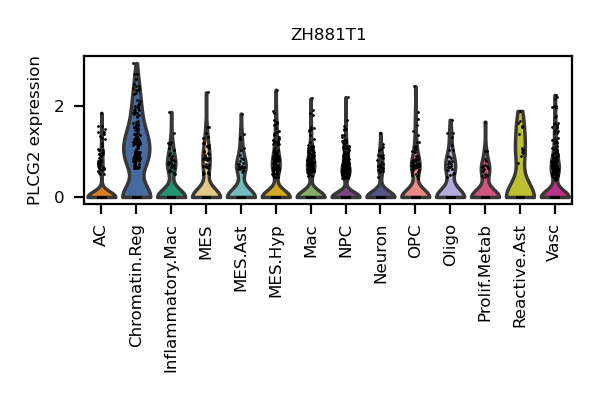 ZH881T1
PLCG2 expression
2
0
AC
Chromatin.Reg
Inflammatory.Mac
MES
MES.Ast
MES.Hyp
Mac
NPC
Neuron
OPC
Oligo
Prolif.Metab
Reactive.Ast
Vasc